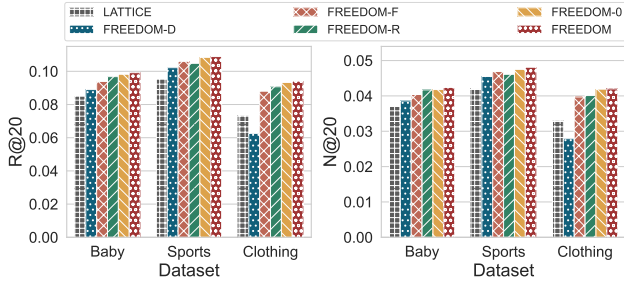 LATTICE FREEDOM-F FREEDOM-0
FREEDOM-D FREEDOM-R FREEDOM
R@20
0.10
0.08
0.06
0.04
0.02
0.00
Baby Sports Clothing
Dataset
N@20
0.05
0.04
0.03
0.02
0.01
0.00
Baby Sports Clothing
Dataset